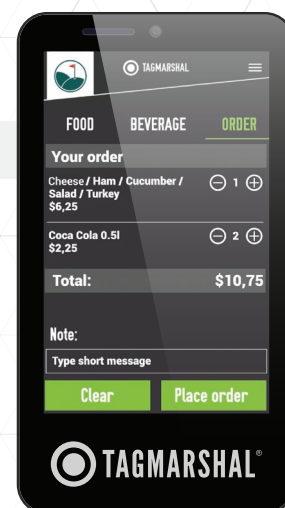 TAGMARSHAL
FOOD BEVERAGE ORDER
Your order
Cheese / Ham / Cucumber / 1
Salad / Turkey
$6,25
Coca Cola 0.5l 2
$2,25
Total: $10,75
Note:
Type short message
Clear Place order
TAGMARSHAL®